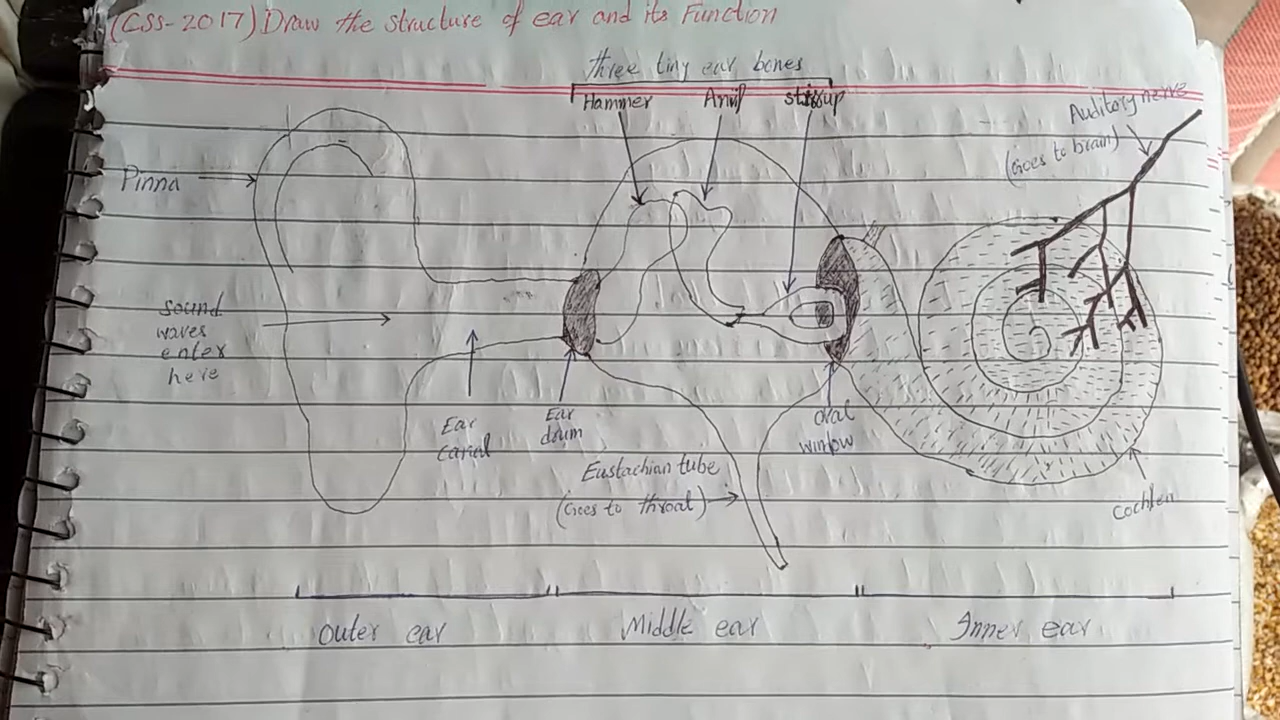 (CSS-2017) Draw the structure of ear and its Function
three tiny ear bones
Hammer Anvil stirrup
Auditory nerve
(Goes to brain)
Pinna
sound
waves
enter
here
Ear
canal
Ear
drum
Eustachian tube
(Goes to throat)
oval
window
Cochlea
outer ear Middle ear Inner ear